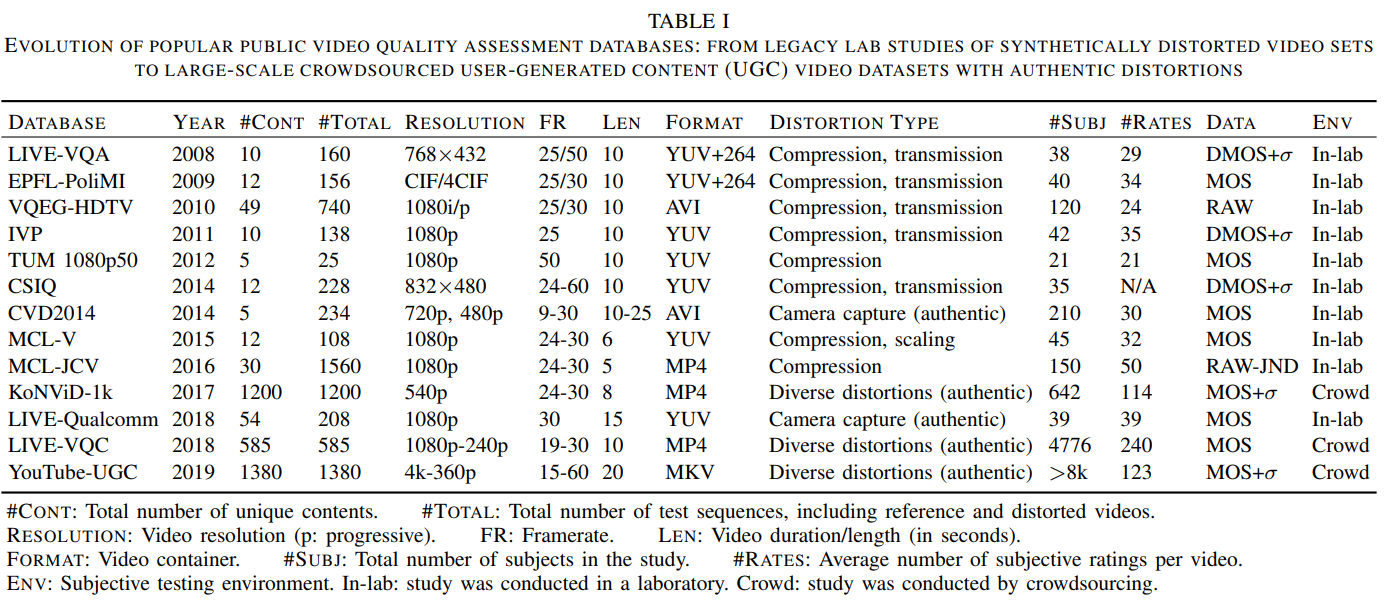 TABLE I
EVOLUTION OF POPULAR PUBLIC VIDEO QUALITY ASSESSMENT DATABASES: FROM LEGACY LAB STUDIES OF SYNTHETICALLY DISTORTED VIDEO SETS
TO LARGE-SCALE CROWDSOURCED USER-GENERATED CONTENT (UGC) VIDEO DATASETS WITH AUTHENTIC DISTORTIONS
DATABASE YEAR #CONT #TOTAL RESOLUTION FR LEN FORMAT DISTORTION TYPE #SUBJ #RATES DATA ENV
LIVE-VQA 2008 10 160 768×432 25/50 10 YUV+264 Compression, transmission 38 29 DMOS+σ In-lab
EPFL-PoliMI 2009 12 156 CIF/4CIF 25/30 10 YUV+264 Compression, transmission 40 34 MOS In-lab
VQEG-HDTV 2010 49 740 1080i/p 25/30 10 AVI Compression, transmission 120 24 RAW In-lab
IVP 2011 10 138 1080p 25 10 YUV Compression, transmission 42 35 DMOS+σ In-lab
TUM 1080p50 2012 5 25 1080p 50 10 YUV Compression 21 21 MOS In-lab
CSIQ 2014 12 228 832×480 24-60 10 YUV Compression, transmission 35 N/A DMOS+σ In-lab
CVD2014 2014 5 234 720p, 480p 9-30 10-25 AVI Camera capture (authentic) 210 30 MOS In-lab
MCL-V 2015 12 108 1080p 24-30 6 YUV Compression, scaling 45 32 MOS In-lab
MCL-JCV 2016 30 1560 1080p 24-30 5 MP4 Compression 150 50 RAW-JND In-lab
KoNViD-1k 2017 1200 1200 540p 24-30 8 MP4 Diverse distortions (authentic) 642 114 MOS+σ Crowd
LIVE-Qualcomm 2018 54 208 1080p 30 15 YUV Camera capture (authentic) 39 39 MOS In-lab
LIVE-VQC 2018 585 585 1080p-240p 19-30 10 MP4 Diverse distortions (authentic) 4776 240 MOS Crowd
YouTube-UGC 2019 1380 1380 4k-360p 15-60 20 MKV Diverse distortions (authentic) >8k 123 MOS+σ Crowd
#CONT: Total number of unique contents. #TOTAL: Total number of test sequences, including reference and distorted videos.
RESOLUTION: Video resolution (p: progressive). FR: Framerate. LEN: Video duration/length (in seconds).
FORMAT: Video container. #SUBJ: Total number of subjects in the study. #RATES: Average number of subjective ratings per video.
ENV: Subjective testing environment. In-lab: study was conducted in a laboratory. Crowd: study was conducted by crowdsourcing.